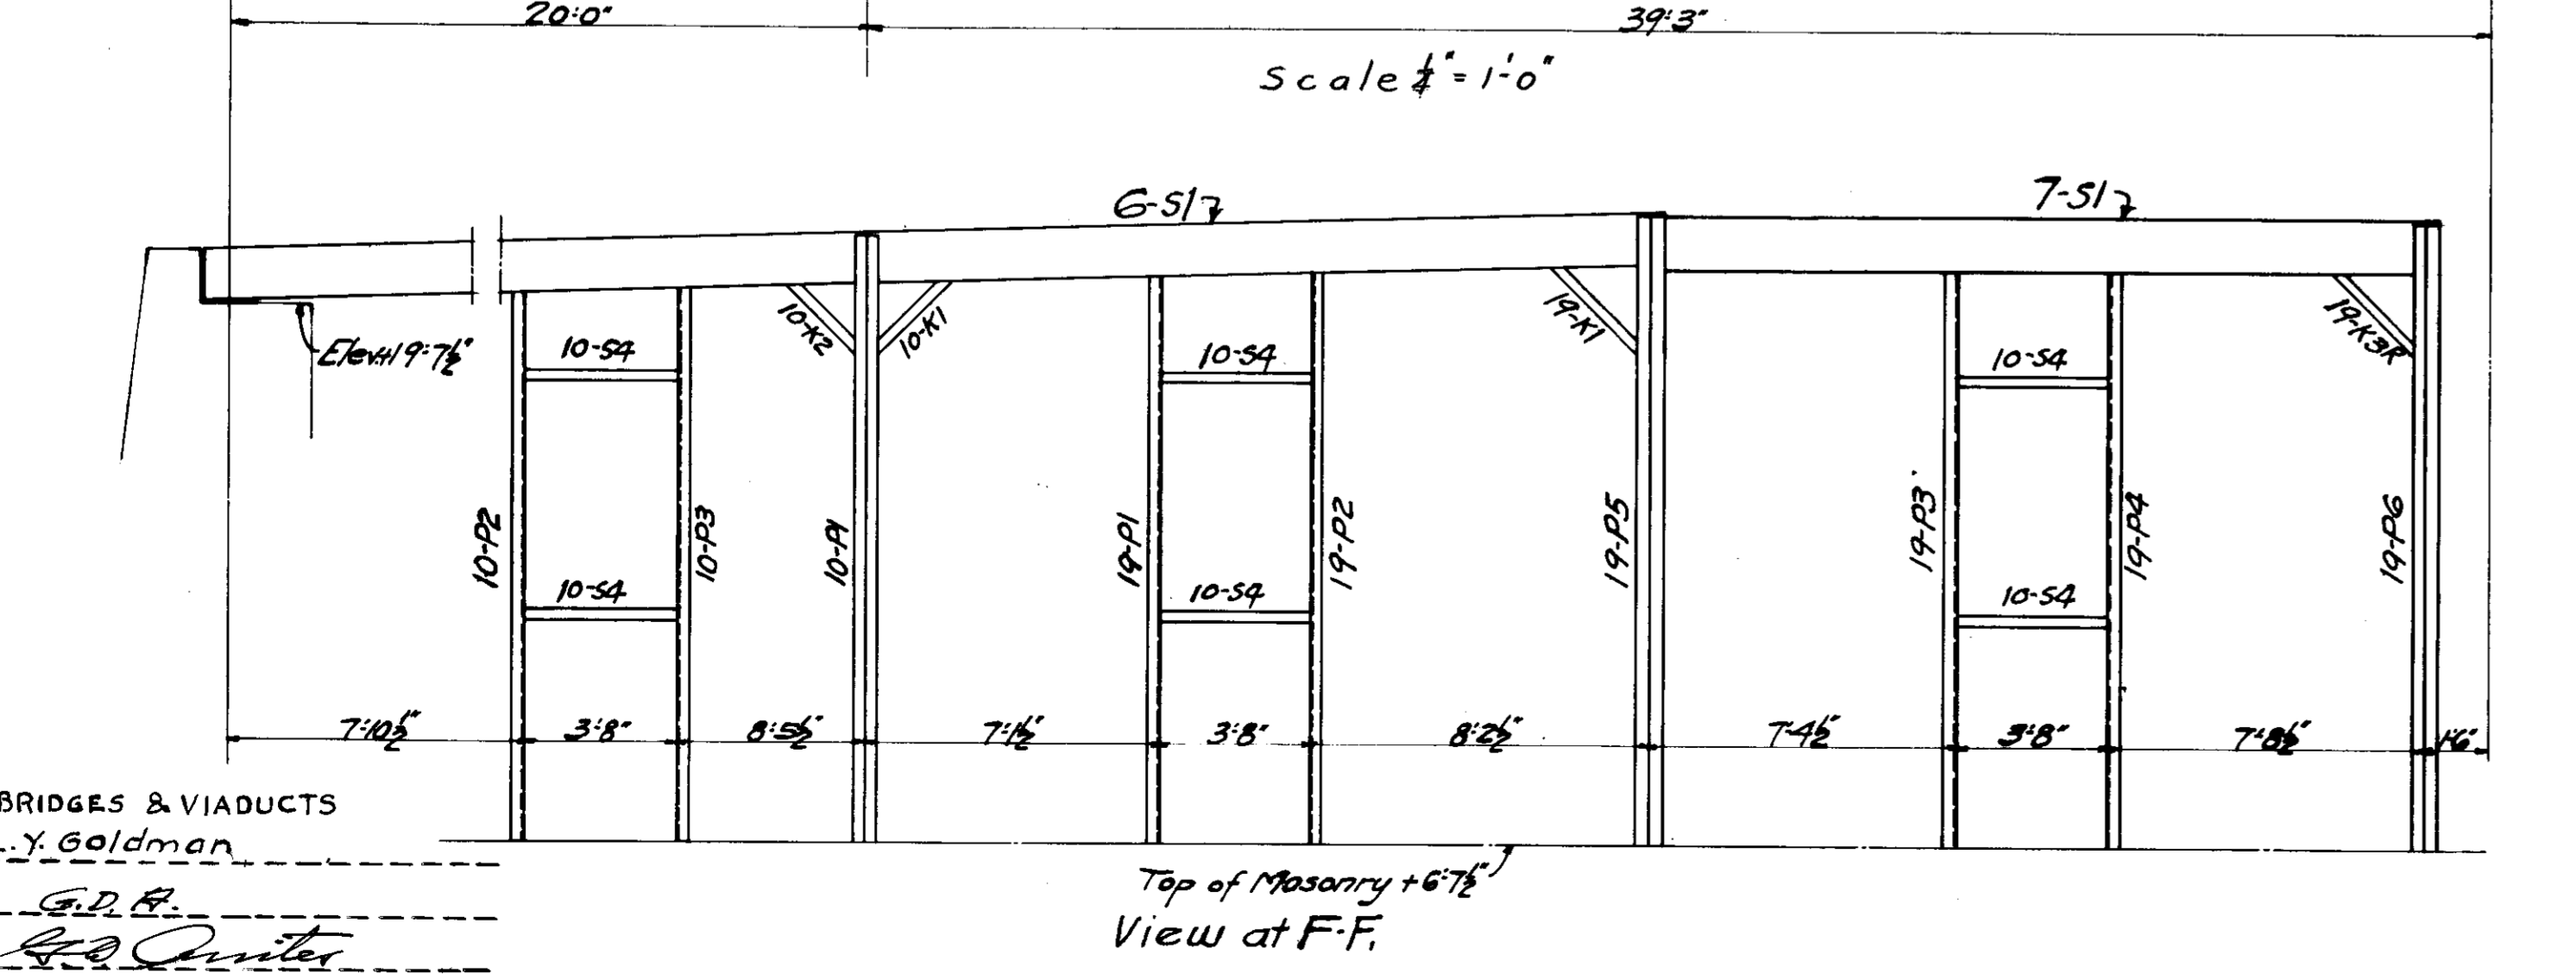 20'-0"
39'-3"
Scale ¼" = 1'-0"
6-S1
7-S1
10-K2
10-K1
19-K1
19-K3R
Elev.+19'-7½"
10-S4
10-S4
10-S4
10-P2
10-P3
10-P1
19-P1
19-P2
19-P5
19-P3
19-P4
19-P6
10-S4
10-S4
10-S4
7'-10½"
3'-8"
8'-5½"
7'-1½"
3'-8"
8'-2½"
7'-4½"
3'-8"
7'-8½"
1'-6"
BRIDGES & VIADUCTS
Y. Goldman
Top of Masonry +6'-7½"
G.D.
View at F-F.